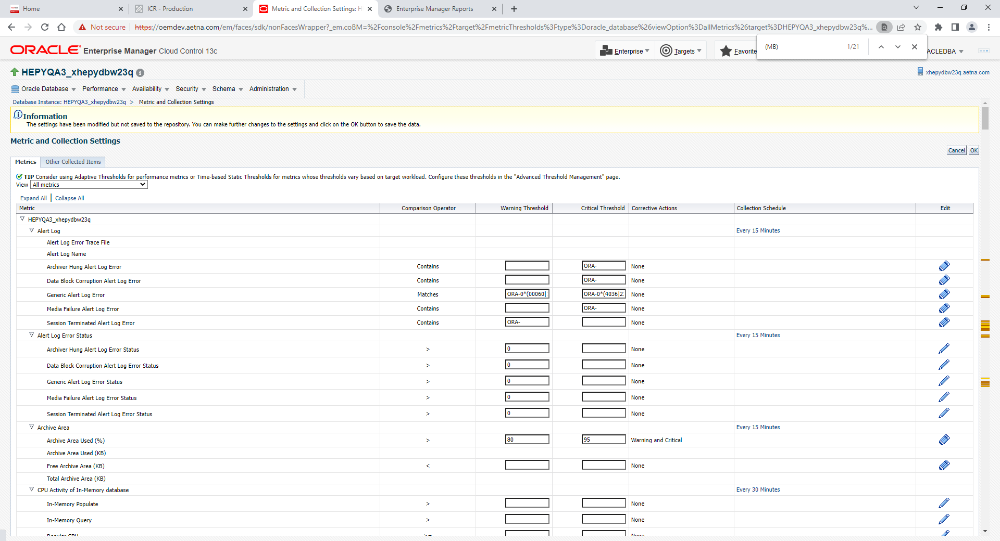 Home
ICR - Production
Metric and Collection Settings: H
Enterprise Manager Reports
Not secure
https://oemdev.aetna.com/em/faces/sdk/nonFacesWrapper?_em.coBM=%2Fconsole%2Fmetrics%2Ftarget%2FmetricThresholds%3Ftype%3Doracle_database%26viewOption%3DallMetrics%26target%3DHEPYQA3_xhepydbw23q%...
(MB) 1/21
ORACLE Enterprise Manager Cloud Control 13c
Enterprise Targets Favorite ACLEDBA
HEPYQA3_xhepydbw23q
xhepydbw23q.aetna.com
Oracle Database Performance Availability Security Schema Administration
Database Instance: HEPYQA3_xhepydbw23q > Metric and Collection Settings
Information
The settings have been modified but not saved to the repository. You can make further changes to the settings and click on the OK button to save the data.
Metric and Collection Settings
Cancel OK
Metrics Other Collected Items
TIP Consider using Adaptive Thresholds for performance metrics or Time-based Static Thresholds for metrics whose thresholds vary based on target workload. Configure these thresholds in the "Advanced Threshold Management" page.
View All metrics
Expand All | Collapse All
Metric Comparison Operator Warning Threshold Critical Threshold Corrective Actions Collection Schedule Edit
HEPYQA3_xhepydbw23q
Alert Log Every 15 Minutes
Alert Log Error Trace File
Alert Log Name
Archiver Hung Alert Log Error Contains ORA- None
Data Block Corruption Alert Log Error Contains ORA- None
Generic Alert Log Error Matches ORA-0*(00060| ORA-0*(4036|2 None
Media Failure Alert Log Error Contains ORA- None
Session Terminated Alert Log Error Contains ORA- None
Alert Log Error Status Every 15 Minutes
Archiver Hung Alert Log Error Status > 0 None
Data Block Corruption Alert Log Error Status > 0 None
Generic Alert Log Error Status > 0 None
Media Failure Alert Log Error Status > 0 None
Session Terminated Alert Log Error Status > 0 None
Archive Area Every 15 Minutes
Archive Area Used (%) > 80 95 Warning and Critical
Archive Area Used (KB)
Free Archive Area (KB) < None
Total Archive Area (KB)
CPU Activity of In-Memory database Every 30 Minutes
In-Memory Populate > None
In-Memory Query > None
Regular CPU >= None